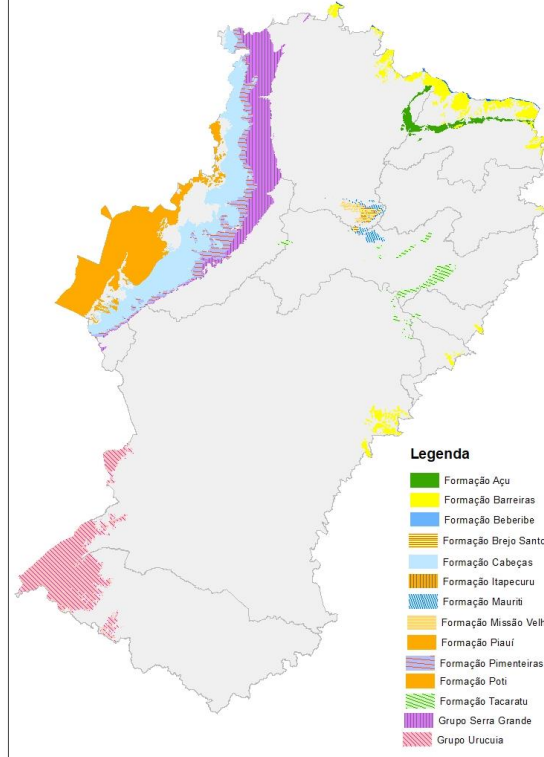 Legenda
Formação Açu
Formação Barreiras
Formação Beberibe
Formação Brejo Santo
Formação Cabeças
Formação Itapecuru
Formação Mauriti
Formação Missão Velh
Formação Piauí
Formação Pimenteiras
Formação Poti
Formação Tacaratu
Grupo Serra Grande
Grupo Urucuia